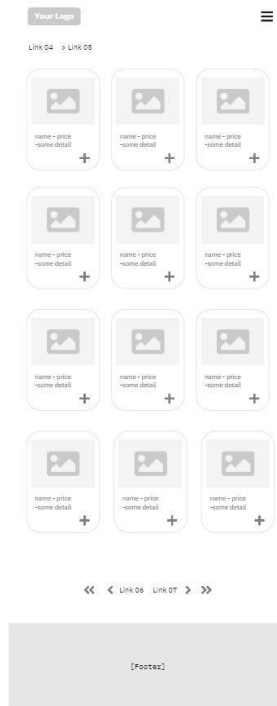 Your Logo
Link 04 > Link 05
name - price name - price name - price
-some detail -some detail -some detail
name - price name - price name - price
-some detail -some detail -some detail
name - price name - price name - price
-some detail -some detail -some detail
name - price name - price name - price
-some detail -some detail -some detail
Link 06 Link 07
[Footer]